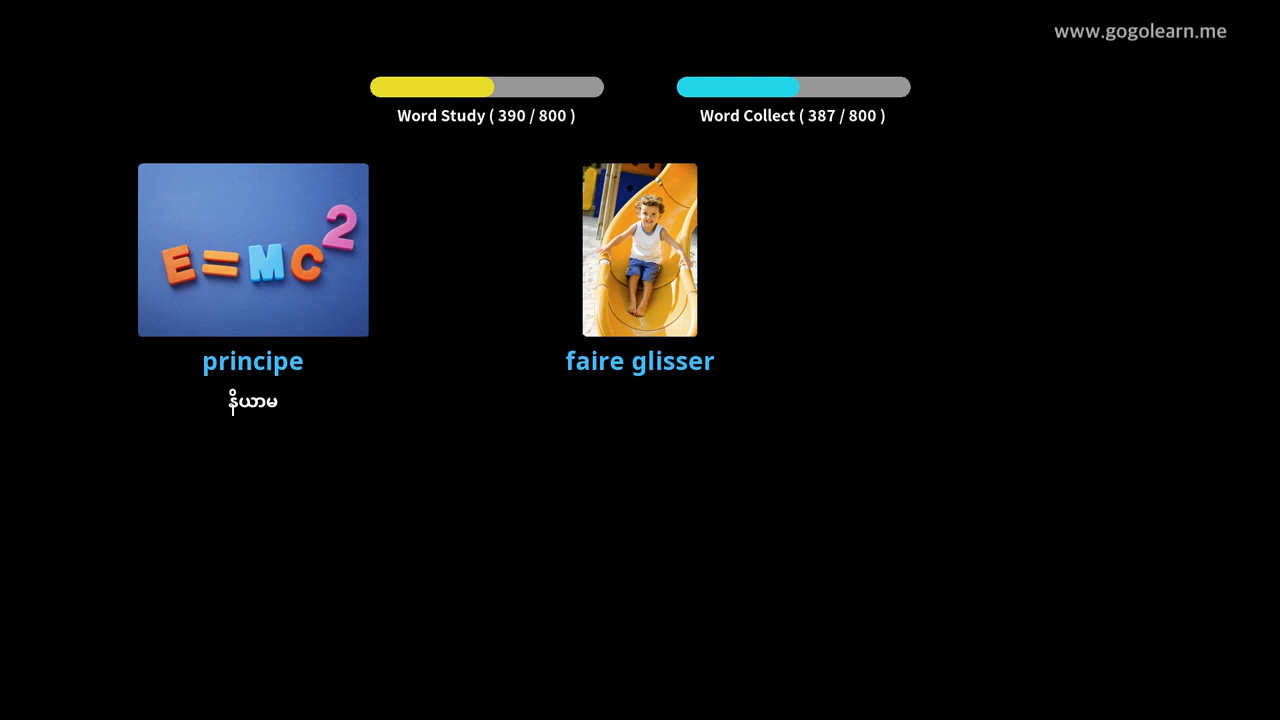 www.gogolearn.me
Word Study ( 390 / 800 )
Word Collect ( 387 / 800 )
E=MC2
principe
faire glisser
နိယာမ